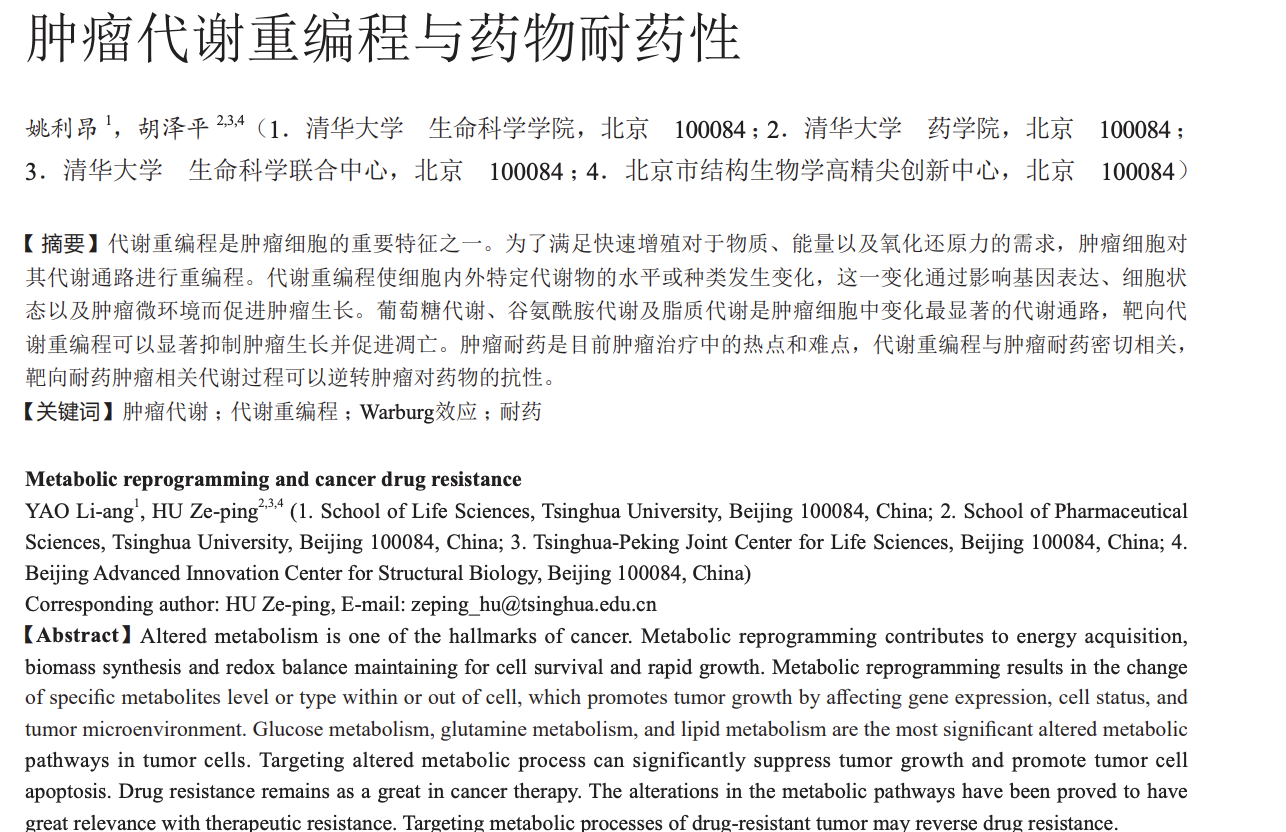 肿瘤代谢重编程与药物耐药性
姚利昂1，胡泽平2,3,4（1．清华大学　生命科学学院，北京　100084；2．清华大学　药学院，北京　100084；
3．清华大学　生命科学联合中心，北京　100084；4．北京市结构生物学高精尖创新中心，北京　100084）
【 摘要】代谢重编程是肿瘤细胞的重要特征之一。为了满足快速增殖对于物质、能量以及氧化还原力的需求，肿瘤细胞对
其代谢通路进行重编程。代谢重编程使细胞内外特定代谢物的水平或种类发生变化，这一变化通过影响基因表达、细胞状
态以及肿瘤微环境而促进肿瘤生长。葡萄糖代谢、谷氨酰胺代谢及脂质代谢是肿瘤细胞中变化最显著的代谢通路，靶向代
谢重编程可以显著抑制肿瘤生长并促进凋亡。肿瘤耐药是目前肿瘤治疗中的热点和难点，代谢重编程与肿瘤耐药密切相关，
靶向耐药肿瘤相关代谢过程可以逆转肿瘤对药物的抗性。
【关键词】肿瘤代谢；代谢重编程；Warburg效应；耐药
Metabolic reprogramming and cancer drug resistance
YAO Li-ang1, HU Ze-ping2,3,4 (1. School of Life Sciences, Tsinghua University, Beijing 100084, China; 2. School of Pharmaceutical
Sciences, Tsinghua University, Beijing 100084, China; 3. Tsinghua-Peking Joint Center for Life Sciences, Beijing 100084, China; 4.
Beijing Advanced Innovation Center for Structural Biology, Beijing 100084, China)
Corresponding author: HU Ze-ping, E-mail: zeping_hu@tsinghua.edu.cn
【Abstract】Altered metabolism is one of the hallmarks of cancer. Metabolic reprogramming contributes to energy acquisition,
biomass synthesis and redox balance maintaining for cell survival and rapid growth. Metabolic reprogramming results in the change
of specific metabolites level or type within or out of cell, which promotes tumor growth by affecting gene expression, cell status, and
tumor microenvironment. Glucose metabolism, glutamine metabolism, and lipid metabolism are the most significant altered metabolic
pathways in tumor cells. Targeting altered metabolic process can significantly suppress tumor growth and promote tumor cell
apoptosis. Drug resistance remains as a great in cancer therapy. The alterations in the metabolic pathways have been proved to have
great relevance with therapeutic resistance. Targeting metabolic processes of drug-resistant tumor may reverse drug resistance.